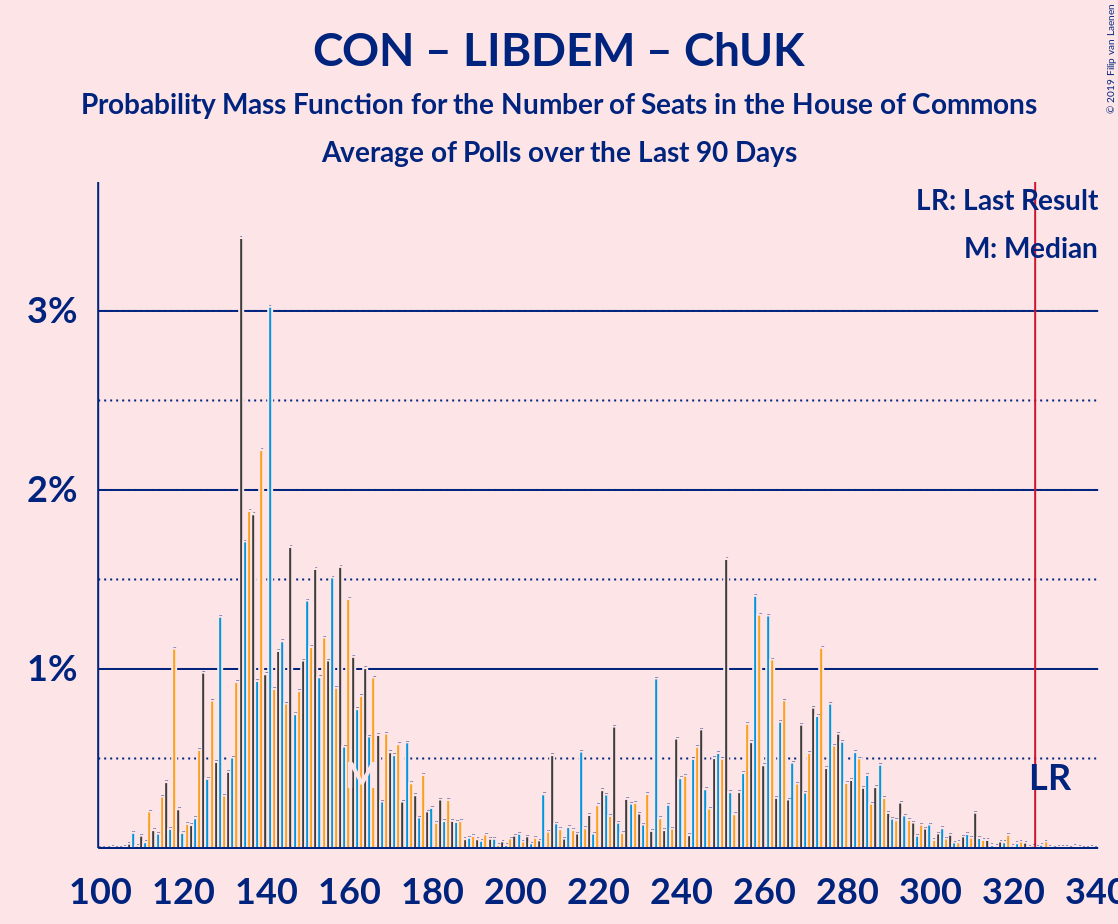 CON – LIBDEM – ChUK
Probability Mass Function for the Number of Seats in the House of Commons
Average of Polls over the Last 90 Days
© 2019 Filip van Laenen
LR: Last Result
M: Median
3%
2%
1%
M
LR
100 120 140 160 180 200 220 240 260 280 300 320 340